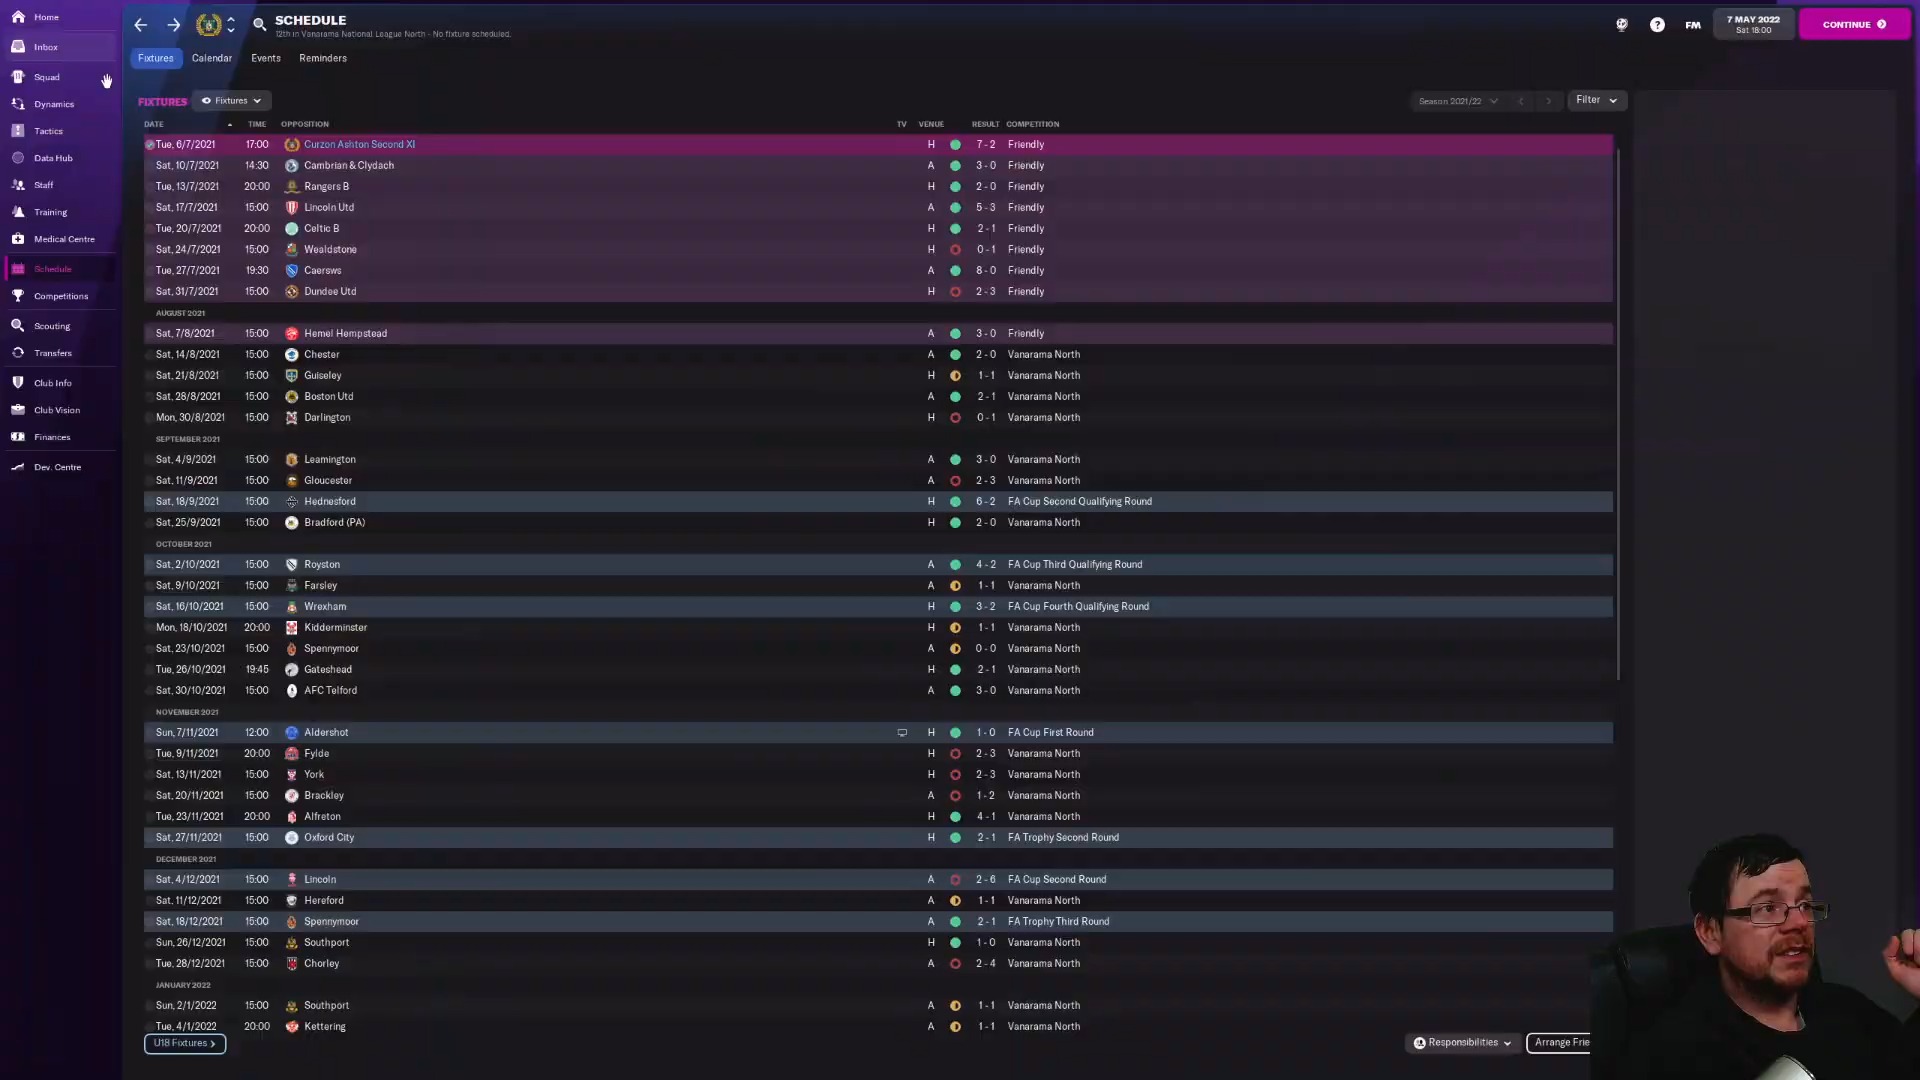 Home
Inbox
Squad
Dynamics
Tactics
Data Hub
Staff
Training
Medical Centre
Schedule
Competitions
Scouting
Transfers
Club Info
Club Vision
Finances
Dev. Centre
SCHEDULE
12th in Vanarama National League North - No fixture scheduled.
FM
7 MAY 2022
Sat 18:00
CONTINUE
Fixtures Calendar Events Reminders
FIXTURES Fixtures Season 2021/22 Filter
DATE TIME OPPOSITION TV VENUE RESULT COMPETITION
Tue, 6/7/2021 17:00 Curzon Ashton Second XI H 7 - 2 Friendly
Sat, 10/7/2021 14:30 Cambrian & Clydach A 3 - 0 Friendly
Tue, 13/7/2021 20:00 Rangers B H 2 - 0 Friendly
Sat, 17/7/2021 15:00 Lincoln Utd A 5 - 3 Friendly
Tue, 20/7/2021 20:00 Celtic B H 2 - 1 Friendly
Sat, 24/7/2021 15:00 Wealdstone H 0 - 1 Friendly
Tue, 27/7/2021 19:30 Caersws A 8 - 0 Friendly
Sat, 31/7/2021 15:00 Dundee Utd H 2 - 3 Friendly
AUGUST 2021
Sat, 7/8/2021 15:00 Hemel Hempstead A 3 - 0 Friendly
Sat, 14/8/2021 15:00 Chester A 2 - 0 Vanarama North
Sat, 21/8/2021 15:00 Guiseley H 1 - 1 Vanarama North
Sat, 28/8/2021 15:00 Boston Utd A 2 - 1 Vanarama North
Mon, 30/8/2021 15:00 Darlington H 0 - 1 Vanarama North
SEPTEMBER 2021
Sat, 4/9/2021 15:00 Leamington A 3 - 0 Vanarama North
Sat, 11/9/2021 15:00 Gloucester A 2 - 3 Vanarama North
Sat, 18/9/2021 15:00 Hednesford H 6 - 2 FA Cup Second Qualifying Round
Sat, 25/9/2021 15:00 Bradford (PA) H 2 - 0 Vanarama North
OCTOBER 2021
Sat, 2/10/2021 15:00 Royston A 4 - 2 FA Cup Third Qualifying Round
Sat, 9/10/2021 15:00 Farsley A 1 - 1 Vanarama North
Sat, 16/10/2021 15:00 Wrexham H 3 - 2 FA Cup Fourth Qualifying Round
Mon, 18/10/2021 20:00 Kidderminster H 1 - 1 Vanarama North
Sat, 23/10/2021 15:00 Spennymoor A 0 - 0 Vanarama North
Tue, 26/10/2021 19:45 Gateshead H 2 - 1 Vanarama North
Sat, 30/10/2021 15:00 AFC Telford A 3 - 0 Vanarama North
NOVEMBER 2021
Sun, 7/11/2021 12:00 Aldershot H 1 - 0 FA Cup First Round
Tue, 9/11/2021 20:00 Fylde H 2 - 3 Vanarama North
Sat, 13/11/2021 15:00 York H 2 - 3 Vanarama North
Sat, 20/11/2021 15:00 Brackley A 1 - 2 Vanarama North
Tue, 23/11/2021 20:00 Alfreton H 4 - 1 Vanarama North
Sat, 27/11/2021 15:00 Oxford City H 2 - 1 FA Trophy Second Round
DECEMBER 2021
Sat, 4/12/2021 15:00 Lincoln A 2 - 6 FA Cup Second Round
Sat, 11/12/2021 15:00 Hereford A 1 - 1 Vanarama North
Sat, 18/12/2021 15:00 Spennymoor A 2 - 1 FA Trophy Third Round
Sun, 26/12/2021 15:00 Southport H 1 - 0 Vanarama North
Tue, 28/12/2021 15:00 Chorley A 2 - 4 Vanarama North
JANUARY 2022
Sun, 2/1/2022 15:00 Southport A 1 - 1 Vanarama North
Tue, 4/1/2022 20:00 Kettering A 1 - 1 Vanarama North
U18 Fixtures Responsibilities Arrange Frie